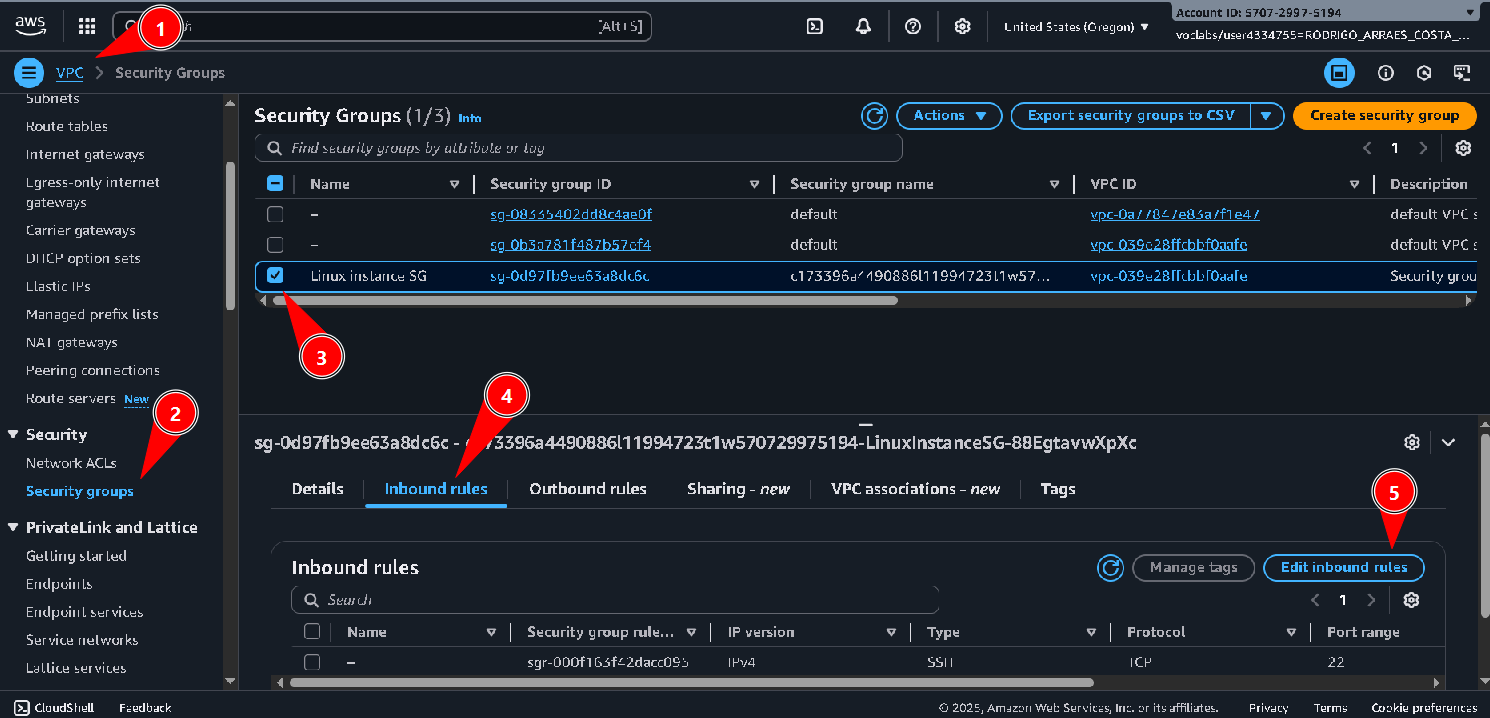 aws
[Alt+S]
United States (Oregon)
Account ID: 5707-2997-5194
voclabs/user4334755=RODRIGO_ARRAES_COSTA_...
1
VPC
Security Groups
Subnets
Route tables
Internet gateways
Egress-only internet
gateways
Carrier gateways
DHCP option sets
Elastic IPs
Managed prefix lists
NAT gateways
Peering connections
Route servers New
2
Security
Network ACLs
Security groups
PrivateLink and Lattice
Getting started
Endpoints
Endpoint services
Service networks
Lattice services
Security Groups (1/3) Info
Actions
Export security groups to CSV
Create security group
Find security groups by attribute or tag
1
Name Security group ID Security group name VPC ID Description
– sg-08335402dd8c4ae0f default vpc-0a77847e83a7f1e47 default VPC s
– sg-0b3a781f487b57ef4 default vpc-039e28ffcbbf0aafe default VPC s
Linux instance SG sg-0d97fb9ee63a8dc6c c173396a4490886l11994723t1w57... vpc-039e28ffcbbf0aafe Security grou
3
4
sg-0d97fb9ee63a8dc6c - c173396a4490886l11994723t1w570729975194-LinuxInstanceSG-88EgtavwXpXc
Details
Inbound rules
Outbound rules
Sharing - new
VPC associations - new
Tags
5
Inbound rules
Manage tags
Edit inbound rules
Search
1
Name Security group rule... IP version Type Protocol Port range
– sgr-000f163f42dacc095 IPv4 SSH TCP 22
CloudShell
Feedback
© 2025, Amazon Web Services, Inc. or its affiliates.
Privacy
Terms
Cookie preferences